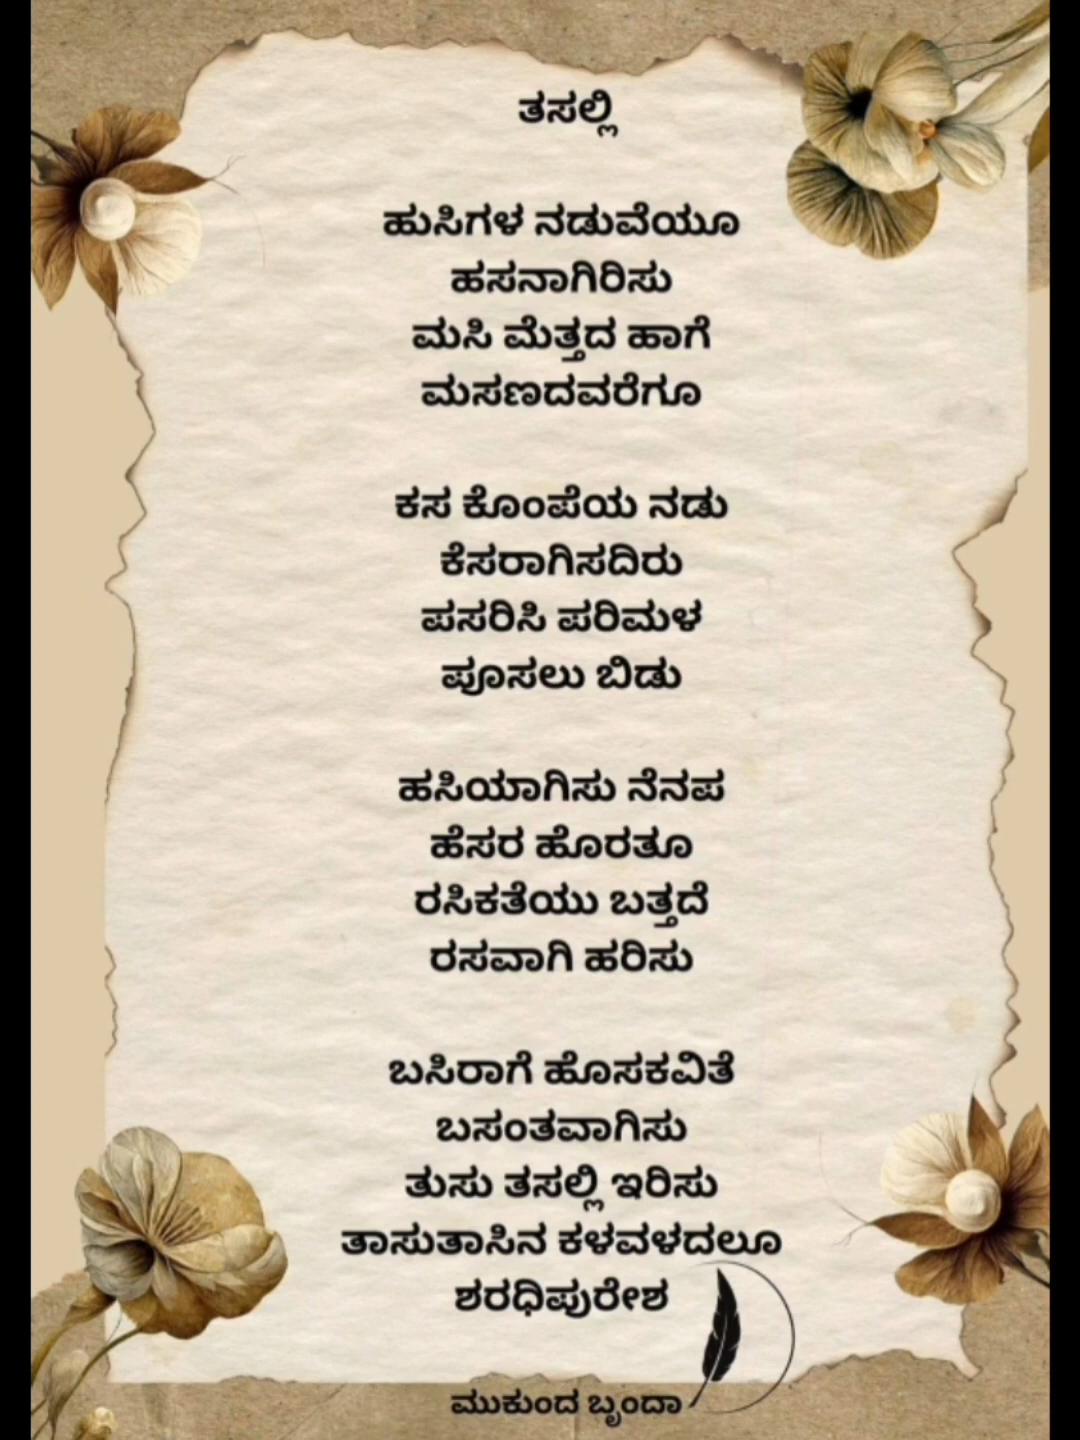 ತಸಲ್ಲಿ
ಹುಸಿಗಳ ನಡುವೆಯೂ
ಹಸನಾಗಿರಿಸು
ಮಸಿ ಮೆತ್ತದ ಹಾಗೆ
ಮಸಣದವರೆಗೂ
ಕಸ ಕೊಂಪೆಯ ನಡು
ಕೆಸರಾಗಿಸದಿರು
ಪಸರಿಸಿ ಪರಿಮಳ
ಪೂಸಲು ಬಿಡು
ಹಸಿಯಾಗಿಸು ನೆನಪ
ಹೆಸರ ಹೊರತೂ
ರಸಿಕತೆಯು ಬತ್ತದೆ
ರಸವಾಗಿ ಹರಿಸು
ಬಸಿರಾಗೆ ಹೊಸಕವಿತೆ
ಬಸಂತವಾಗಿಸು
ತುಸು ತಸಲ್ಲಿ ಇರಿಸು
ತಾಸುತಾಸಿನ ಕಳವಳದಲೂ
ಶರಧಿಪುರೇಶ
ಮುಕುಂದ ಬೃಂದಾ